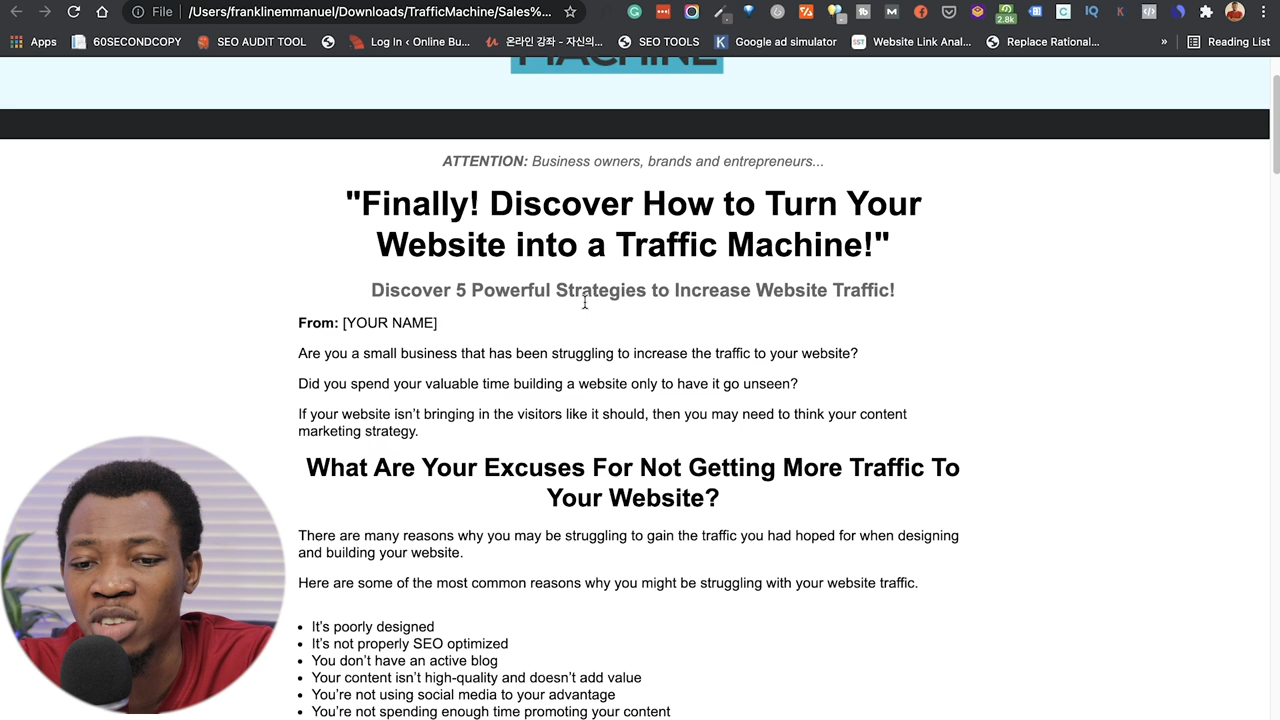 File
/Users/franklinemmanuel/Downloads/TrafficMachine/Sales%...
2.8k
Apps
60SECONDCOPY
SEO AUDIT TOOL
Log In ‹ Online Bu...
온라인 강좌 - 자신의...
SEO TOOLS
Google ad simulator
Website Link Anal...
Replace Rational...
»
Reading List
MACHINE
ATTENTION: Business owners, brands and entrepreneurs...
"Finally! Discover How to Turn Your
Website into a Traffic Machine!"
Discover 5 Powerful Strategies to Increase Website Traffic!
From: [YOUR NAME]
Are you a small business that has been struggling to increase the traffic to your website?
Did you spend your valuable time building a website only to have it go unseen?
If your website isn’t bringing in the visitors like it should, then you may need to think your content
marketing strategy.
What Are Your Excuses For Not Getting More Traffic To
Your Website?
There are many reasons why you may be struggling to gain the traffic you had hoped for when designing
and building your website.
Here are some of the most common reasons why you might be struggling with your website traffic.
• It’s poorly designed
• It’s not properly SEO optimized
• You don’t have an active blog
• Your content isn’t high-quality and doesn’t add value
• You’re not using social media to your advantage
• You’re not spending enough time promoting your content